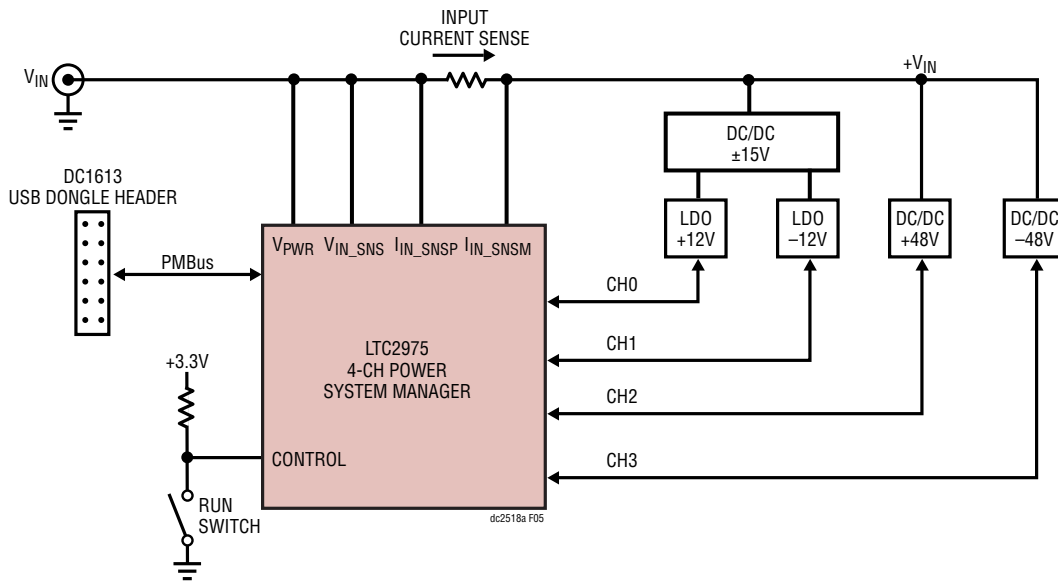 INPUT
CURRENT SENSE
VIN
+VIN
DC/DC
±15V
DC1613
USB DONGLE HEADER
LDO
+12V
LDO
–12V
DC/DC
+48V
DC/DC
–48V
VPWR VIN_SNS IIN_SNSP IIN_SNSM
PMBus
CH0
LTC2975
4-CH POWER
SYSTEM MANAGER
CH1
+3.3V
CH2
CONTROL
CH3
RUN
SWITCH
dc2518a F05